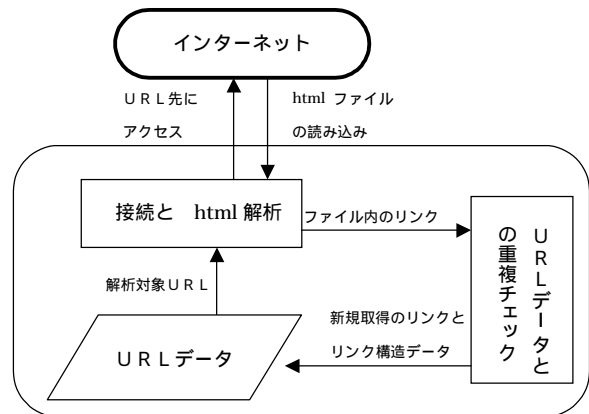 インターネット
ＵＲＬ先に
アクセス
html ファイル
の読み込み
接続と　html 解析
ファイル内のリンク
ＵＲＬデータと
の重複チェック
解析対象ＵＲＬ
新規取得のリンクと
リンク構造データ
ＵＲＬデータ